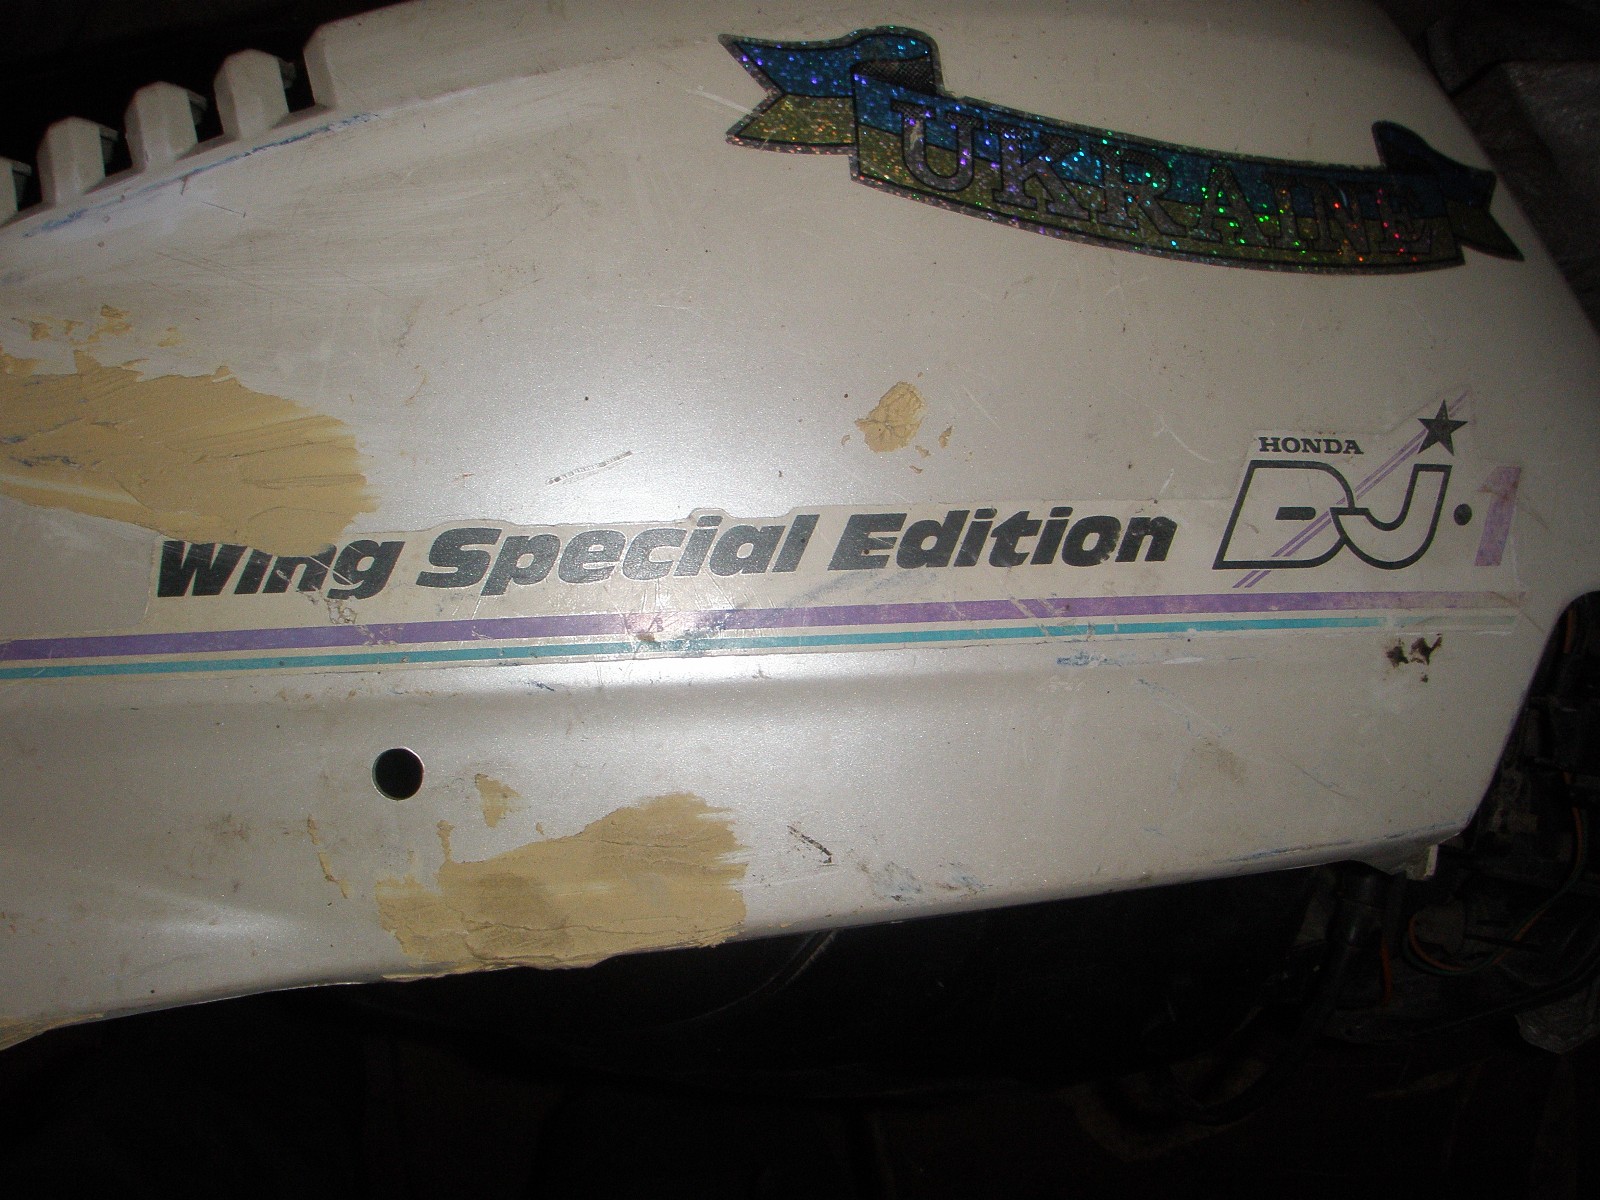 UKRAINE
HONDA
DJ·1
Wing Special Edition